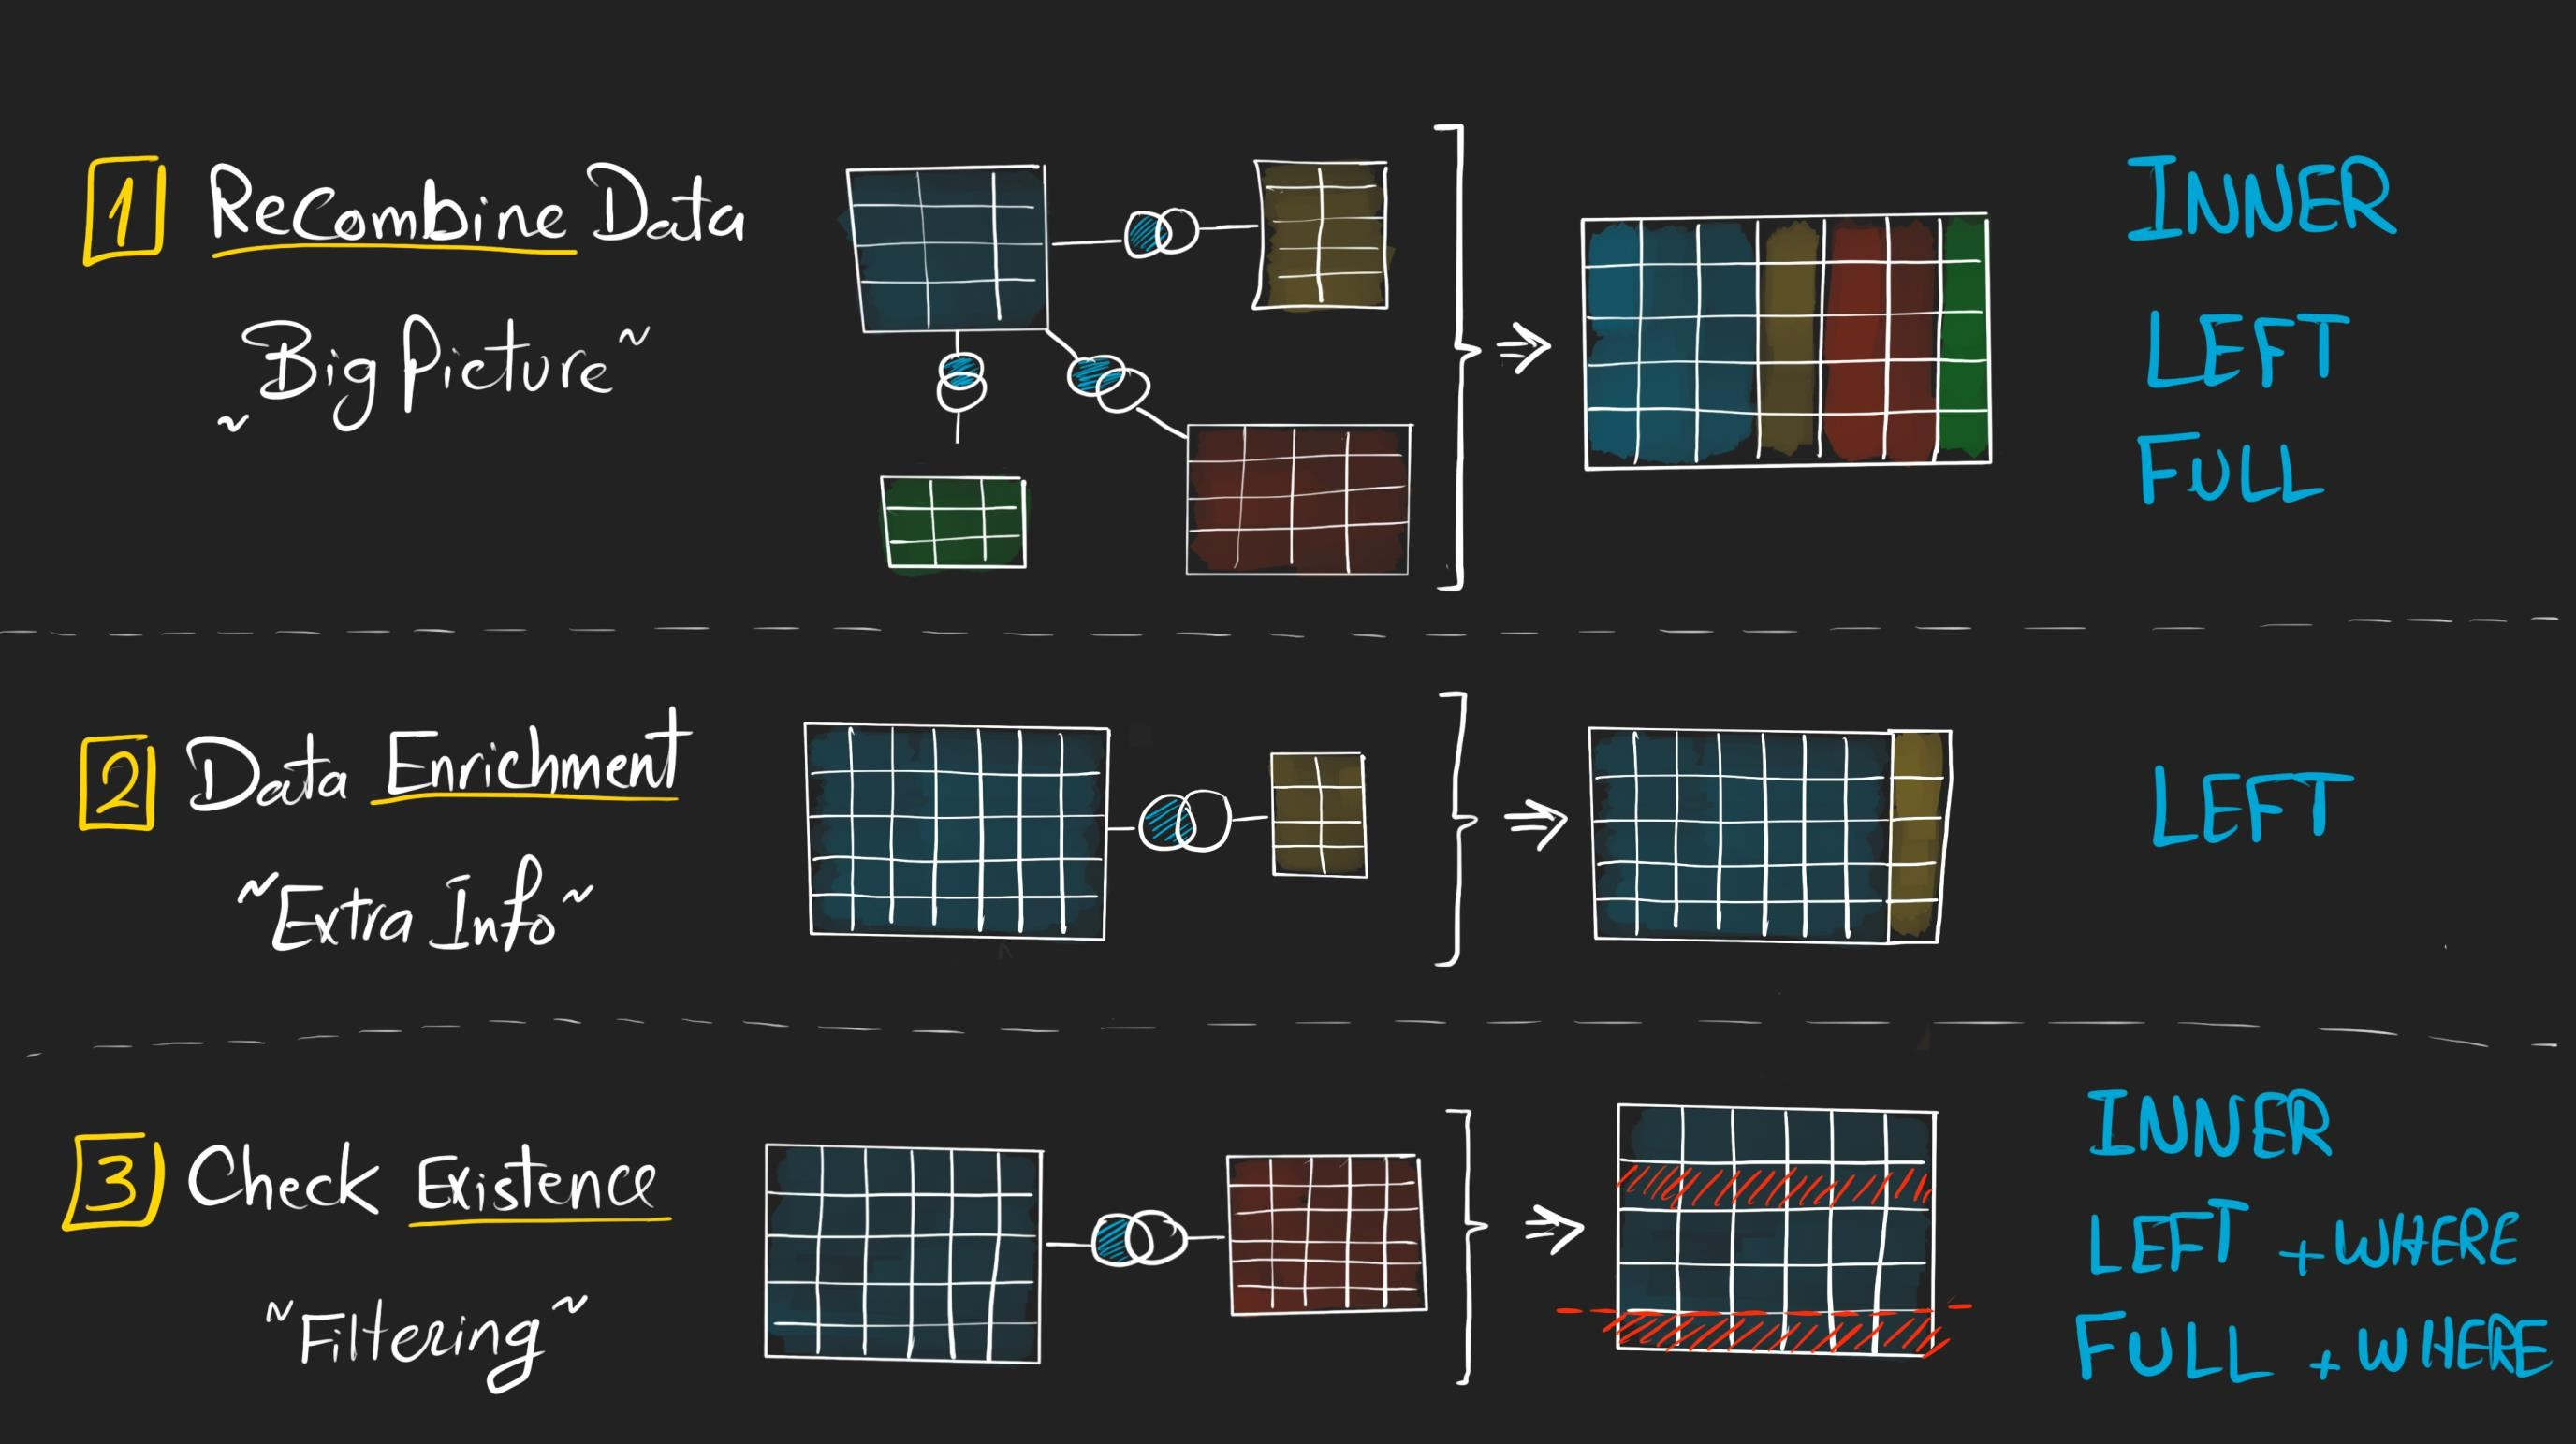 1 ReCombine Data
~ Big Picture ~
INNER
LEFT
FULL
2 Data Enrichment
~ Extra Info ~
LEFT
3 Check Existence
~ Filtering ~
INNER
LEFT + WHERE
FULL + WHERE